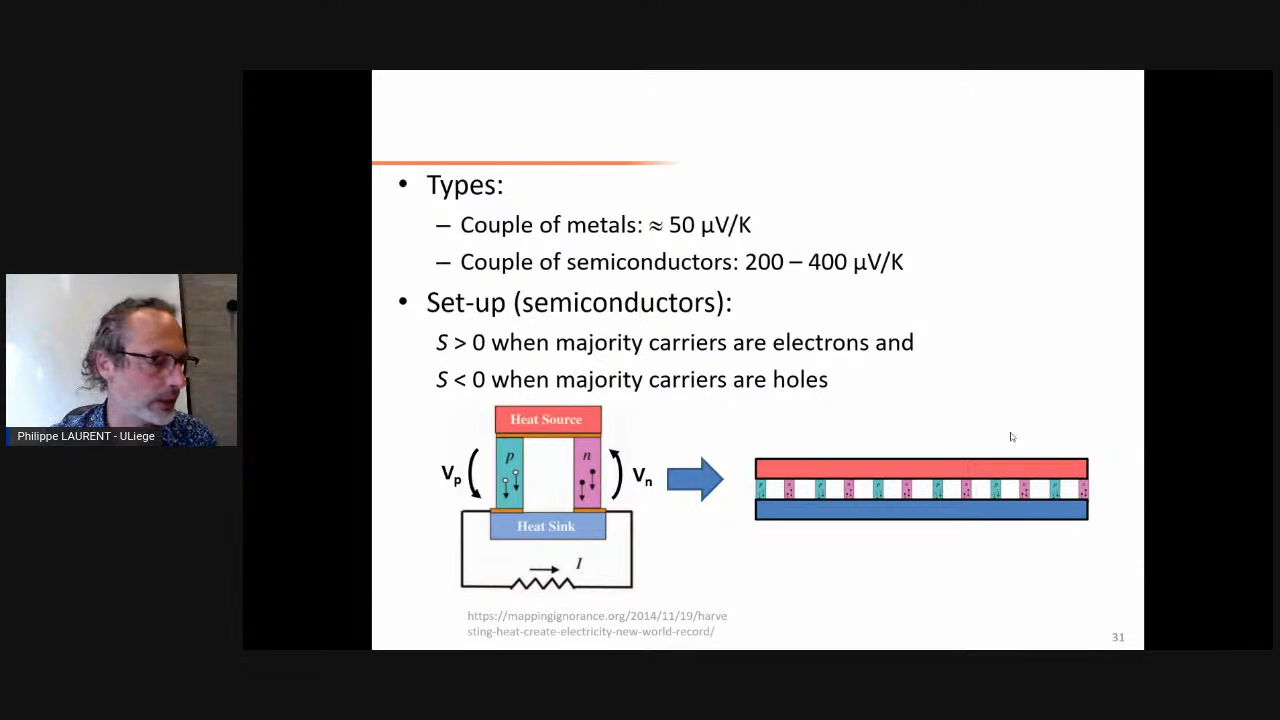 • Types:
– Couple of metals: ≈ 50 µV/K
– Couple of semiconductors: 200 – 400 µV/K
• Set-up (semiconductors):
S > 0 when majority carriers are electrons and
S < 0 when majority carriers are holes
Heat Source
p
n
Vp
Vn
Heat Sink
I
https://mappingignorance.org/2014/11/19/harve
sting-heat-create-electricity-new-world-record/
31
Philippe LAURENT - ULiege